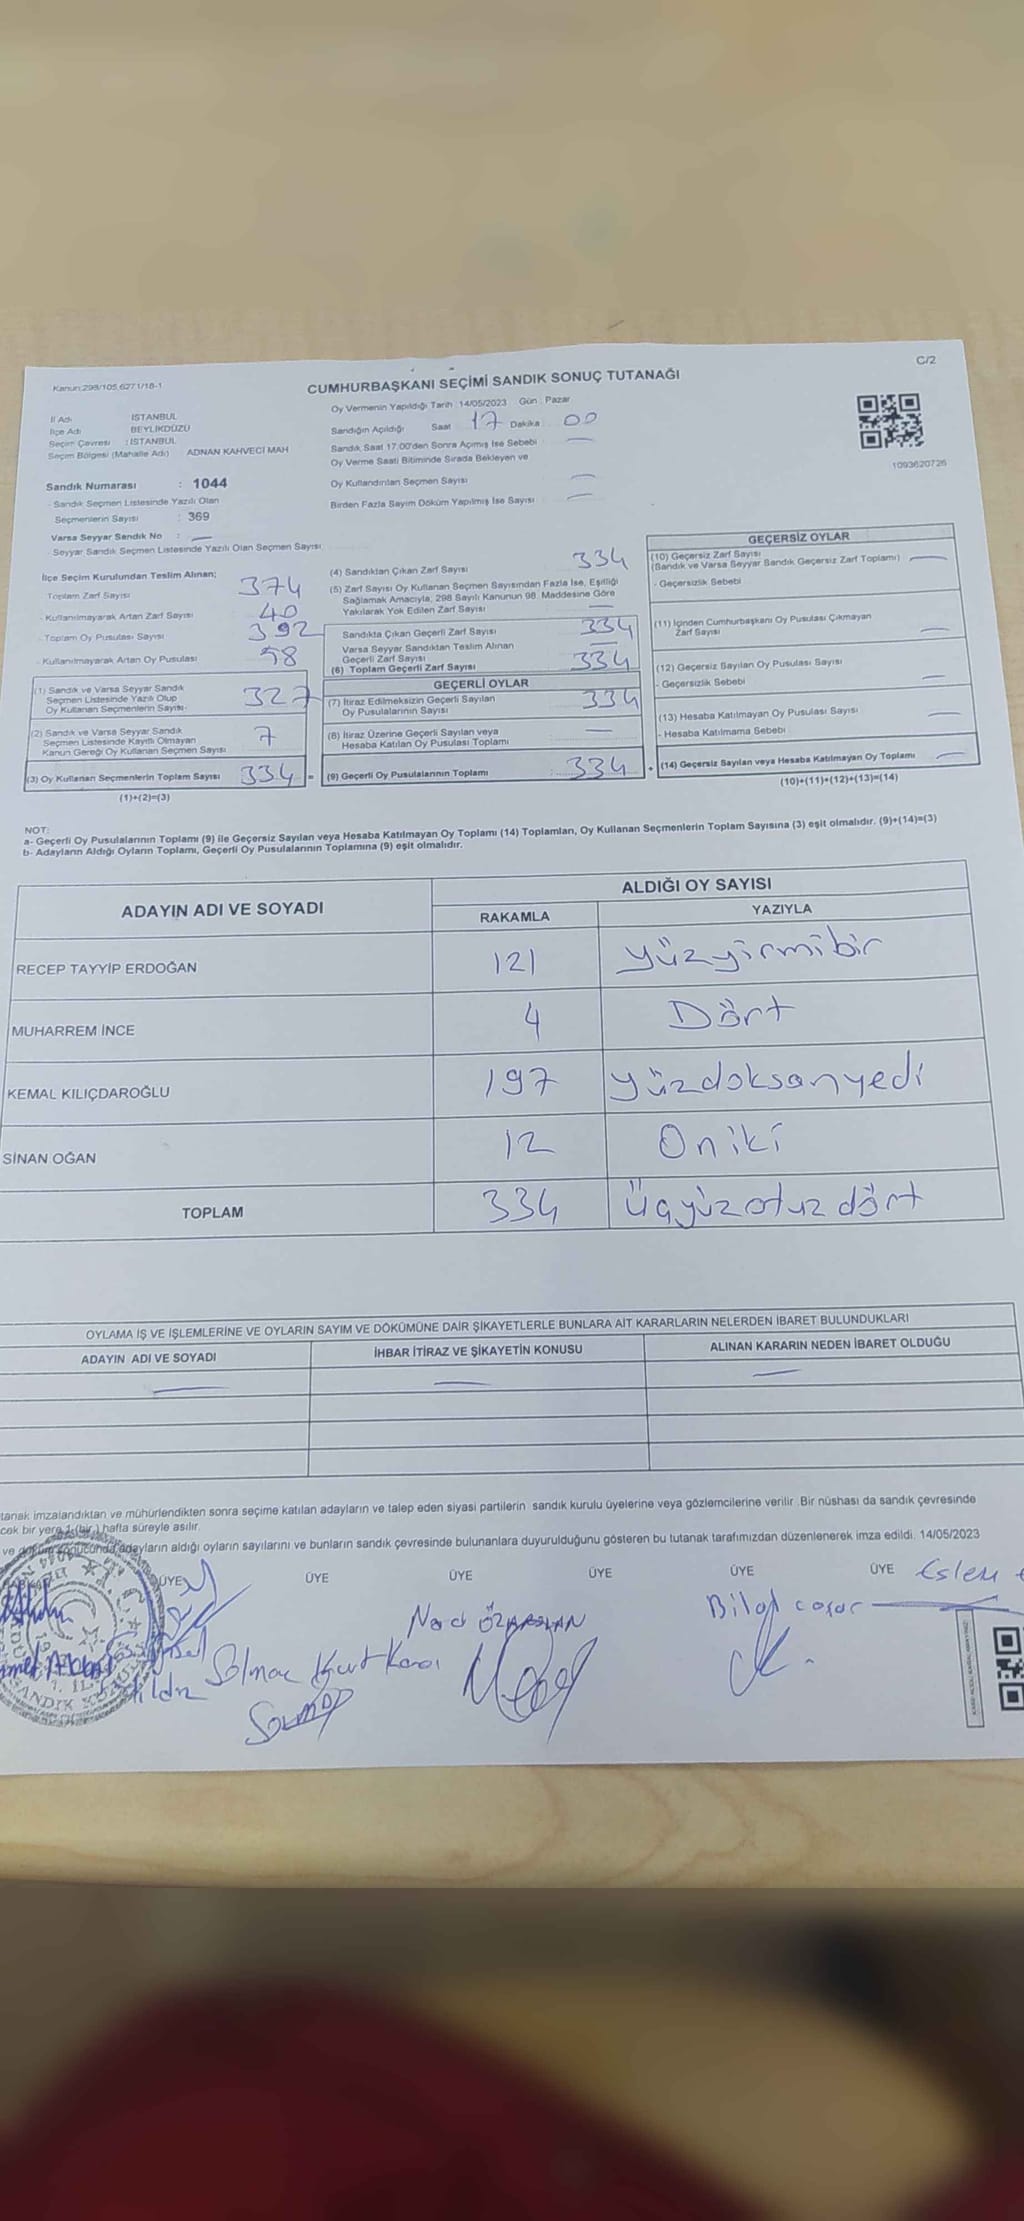 C/2
Kanun:298/105,6271/18-1
CUMHURBAŞKANI SEÇİMİ SANDIK SONUÇ TUTANAĞI
İl Adı : İSTANBUL
İlçe Adı : BEYLİKDÜZÜ
Seçim Çevresi : İSTANBUL
Seçim Bölgesi (Mahalle Adı) ADNAN KAHVECİ MAH
Sandık Numarası : 1044
- Sandık Seçmen Listesinde Yazılı Olan
Seçmenlerin Sayısı : 369
Varsa Seyyar Sandık No : —
- Seyyar Sandık Seçmen Listesinde Yazılı Olan Seçmen Sayısı
Oy Vermenin Yapıldığı Tarih :14/05/2023 Gün : Pazar
Sandığın Açıldığı Saat 17 Dakika : 00
Sandık Saat 17.00'den Sonra Açmış İse Sebebi : —
Oy Verme Saati Bitiminde Sırada Bekleyen ve
Oy Kullandırılan Seçmen Sayısı —
Birden Fazla Sayım Döküm Yapılmış İse Sayısı —
1093620726
İlçe Seçim Kurulundan Teslim Alınan;
Toplam Zarf Sayısı 374
- Kullanılmayarak Artan Zarf Sayısı 40
- Toplam Oy Pusulası Sayısı 392
- Kullanılmayarak Artan Oy Pusulası 58
(1) Sandık ve Varsa Seyyar Sandık
Seçmen Listesinde Yazılı Olup
Oy Kullanan Seçmenlerin Sayısı 327
(2) Sandık ve Varsa Seyyar Sandık
Seçmen Listesinde Kayıtlı Olmayan
Kanun Gereği Oy Kullanan Seçmen Sayısı 7
(3) Oy Kullanan Seçmenlerin Toplam Sayısı 334 =
(1)+(2)=(3)
(4) Sandıktan Çıkan Zarf Sayısı 334
(5) Zarf Sayısı Oy Kullanan Seçmen Sayısından Fazla İse, Eşitliği
Sağlamak Amacıyla, 298 Sayılı Kanunun 98. Maddesine Göre
Yakılarak Yok Edilen Zarf Sayısı —
Sandıkta Çıkan Geçerli Zarf Sayısı 334
Varsa Seyyar Sandıktan Teslim Alınan
Geçerli Zarf Sayısı
(6) Toplam Geçerli Zarf Sayısı 334
GEÇERLİ OYLAR
(7) İtiraz Edilmeksizin Geçerli Sayılan
Oy Pusulalarının Sayısı 334
(8) İtiraz Üzerine Geçerli Sayılan veya
Hesaba Katılan Oy Pusulası Toplamı —
(9) Geçerli Oy Pusulalarının Toplamı 334 +
GEÇERSİZ OYLAR
(10) Geçersiz Zarf Sayısı
(Sandık ve Varsa Seyyar Sandık Geçersiz Zarf Toplamı) —
- Geçersizlik Sebebi
(11) İçinden Cumhurbaşkanı Oy Pusulası Çıkmayan
Zarf Sayısı —
(12) Geçersiz Sayılan Oy Pusulası Sayısı
- Geçersizlik Sebebi —
(13) Hesaba Katılmayan Oy Pusulası Sayısı —
- Hesaba Katılmama Sebebi —
(14) Geçersiz Sayılan veya Hesaba Katılmayan Oy Toplamı —
(10)+(11)+(12)+(13)=(14)
NOT:
a- Geçerli Oy Pusulalarının Toplamı (9) ile Geçersiz Sayılan veya Hesaba Katılmayan Oy Toplamı (14) Toplamları, Oy Kullanan Seçmenlerin Toplam Sayısına (3) eşit olmalıdır. (9)+(14)=(3)
b- Adayların Aldığı Oyların Toplamı, Geçerli Oy Pusulalarının Toplamına (9) eşit olmalıdır.
ADAYIN ADI VE SOYADI ALDIĞI OY SAYISI
RAKAMLA YAZIYLA
RECEP TAYYİP ERDOĞAN 121 yüzyirmibir
MUHARREM İNCE 4 Dört
KEMAL KILIÇDAROĞLU 197 yüzdoksanyedi
SİNAN OĞAN 12 Oniki
TOPLAM 334 Üçyüzotuzdört
OYLAMA İŞ VE İŞLEMLERİNE VE OYLARIN SAYIM VE DÖKÜMÜNE DAİR ŞİKAYETLERLE BUNLARA AİT KARARLARIN NELERDEN İBARET BULUNDUKLARI
ADAYIN ADI VE SOYADI İHBAR İTİRAZ VE ŞİKAYETİN KONUSU ALINAN KARARIN NEDEN İBARET OLDUĞU
— — —
tanak imzalandıktan ve mühürlendikten sonra seçime katılan adayların ve talep eden siyasi partilerin sandık kurulu üyelerine veya gözlemcilerine verilir. Bir nüshası da sandık çevresinde
cek bir yere 1 (bir) hafta süreyle asılır.
ve döküm sonucunda adayların aldığı oyların sayılarını ve bunların sandık çevresinde bulunanlara duyurulduğunu gösteren bu tutanak tarafımızdan düzenlenerek imza edildi. 14/05/2023
ÜYE ÜYE ÜYE ÜYE ÜYE ÜYE
Bilal